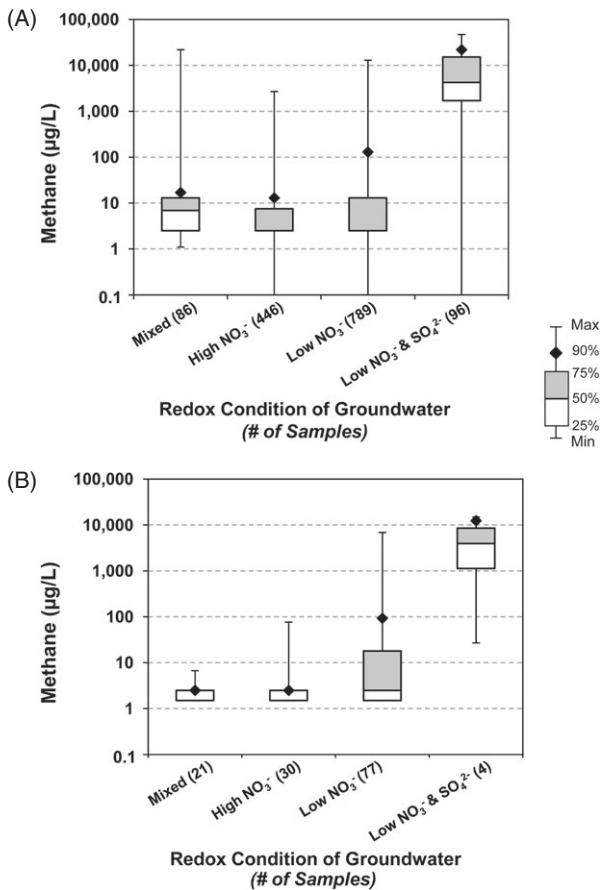 (A)
100,000
10,000
1,000
100
10
1
0.1
Methane (µg/L)
Mixed (86)
High NO₃⁻ (446)
Low NO₃⁻ (789)
Low NO₃⁻ & SO₄²⁻ (96)
Redox Condition of Groundwater
(# of Samples)
Max
90%
75%
50%
25%
Min
(B)
100,000
10,000
1,000
100
10
1
0.1
Methane (µg/L)
Mixed (21)
High NO₃⁻ (30)
Low NO₃⁻ (77)
Low NO₃⁻ & SO₄²⁻ (4)
Redox Condition of Groundwater
(# of Samples)